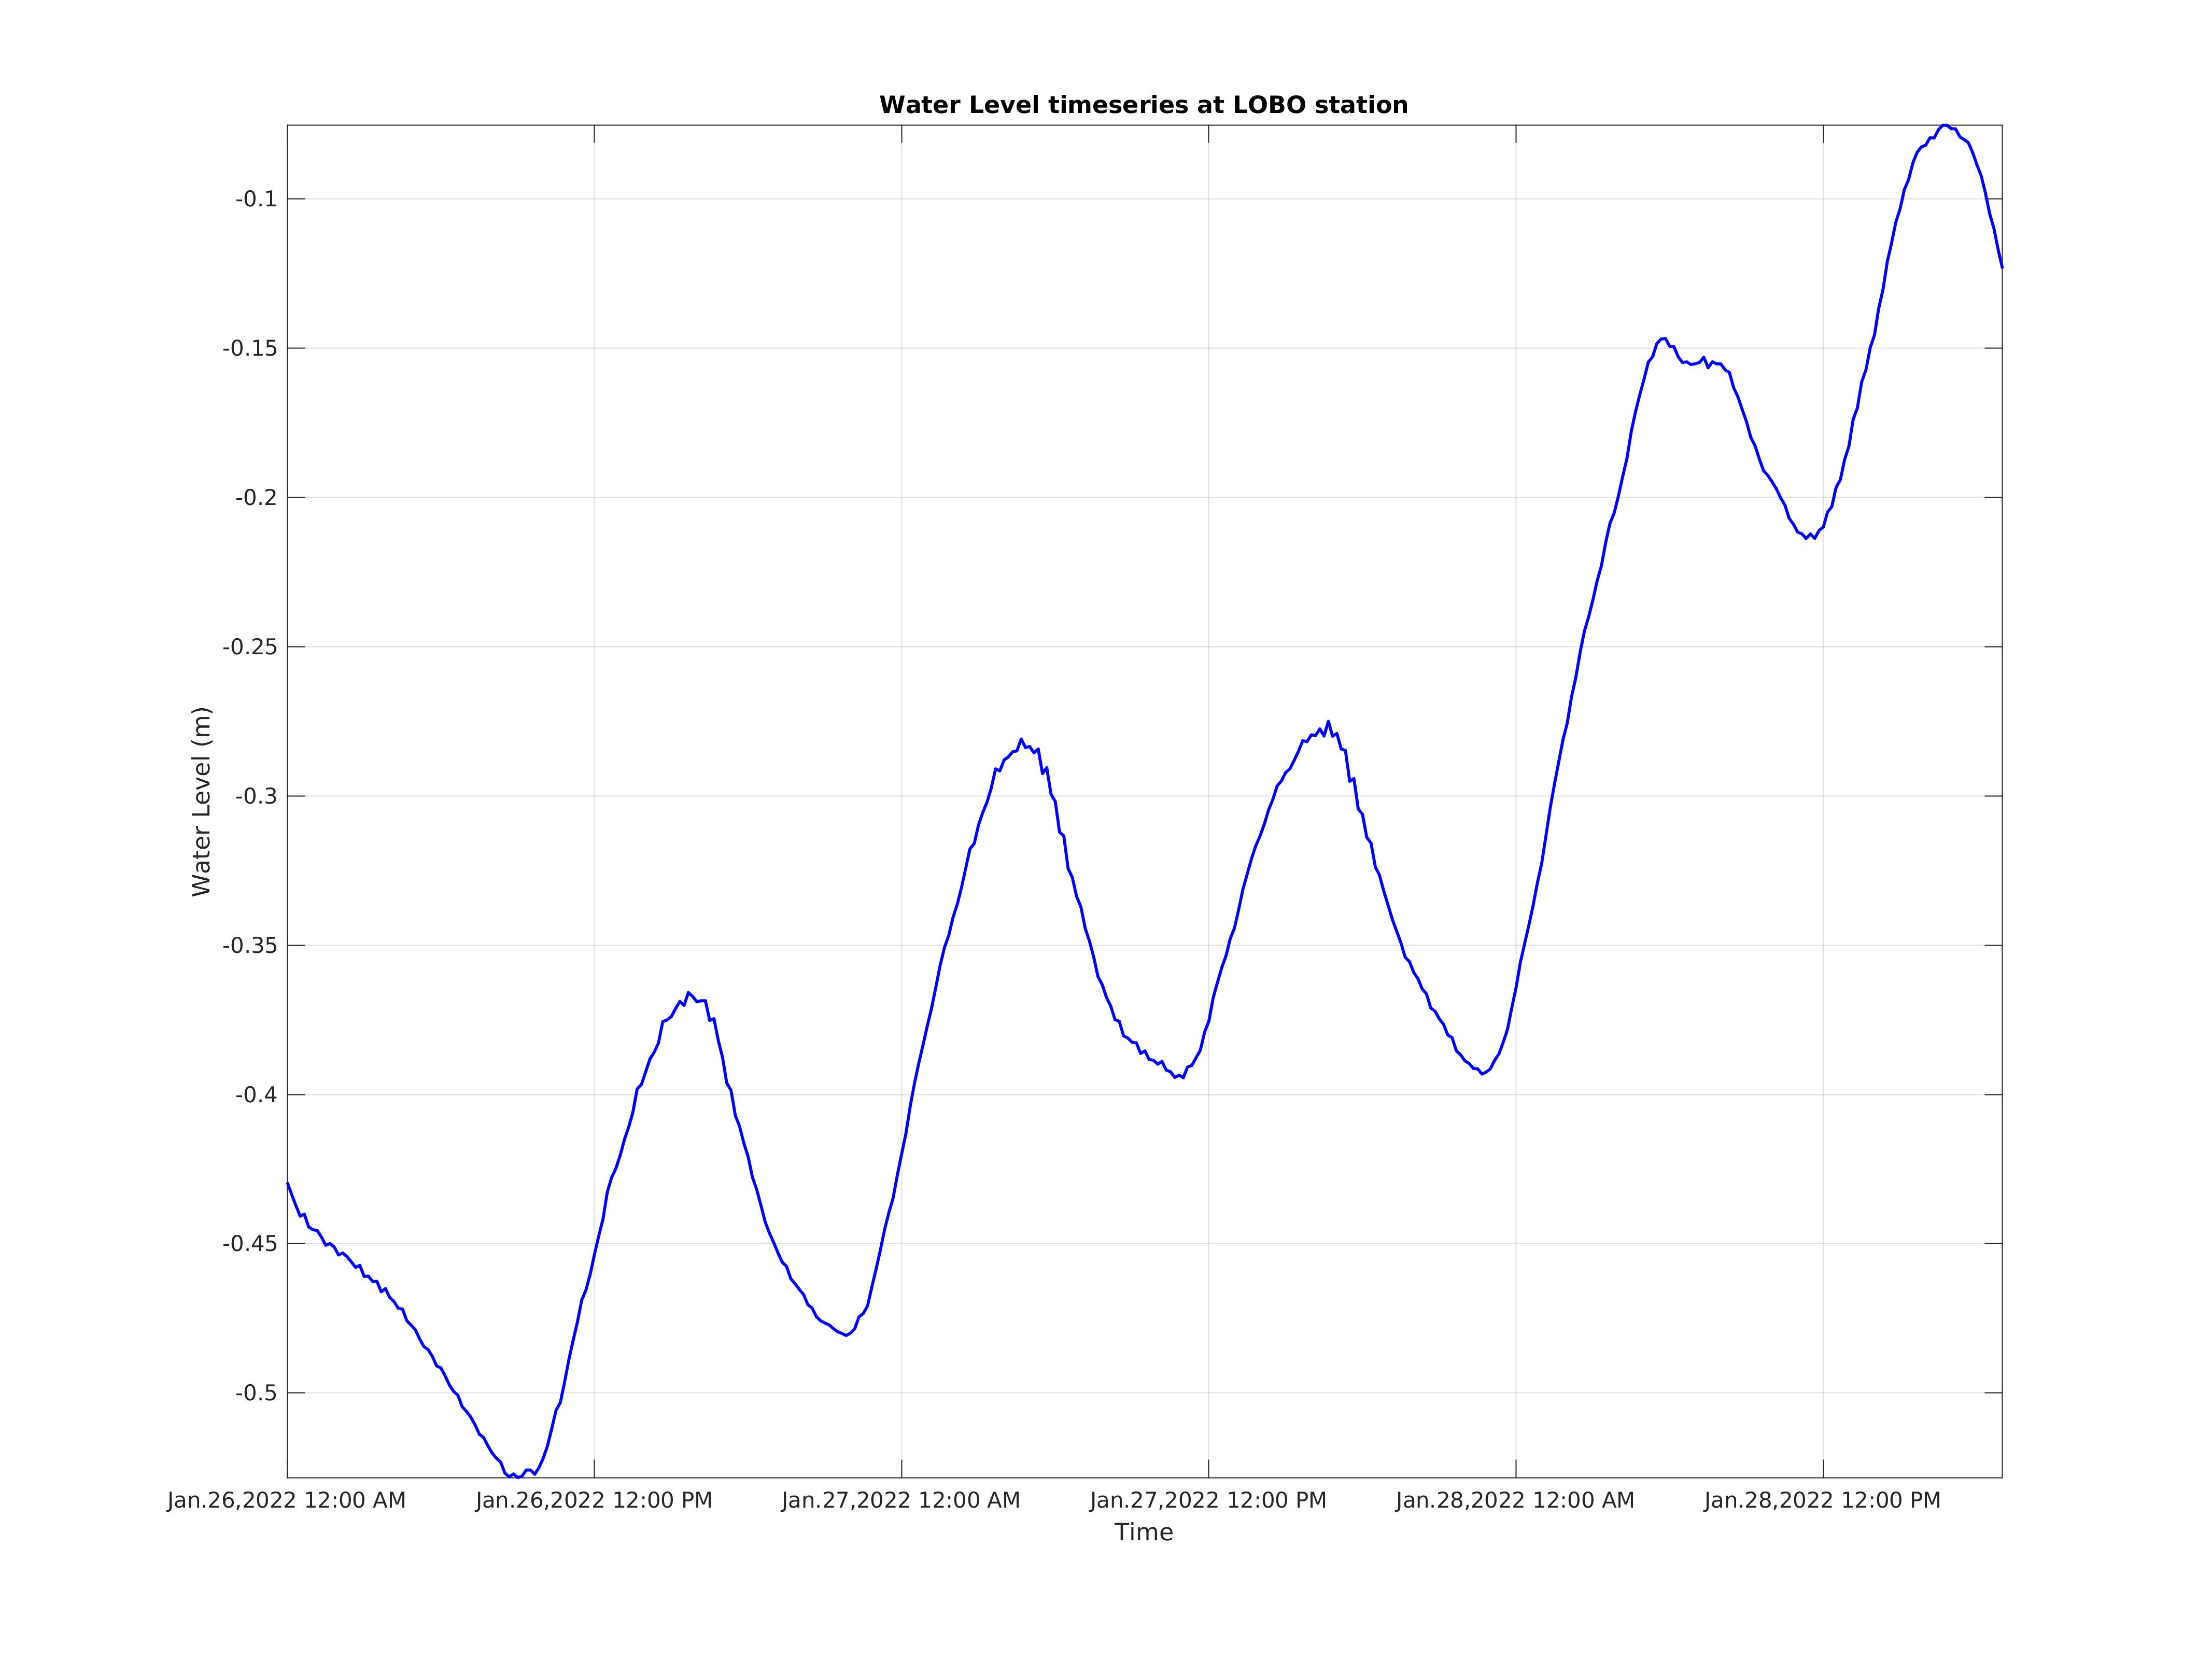 Water Level timeseries at LOBO station
-0.1
-0.15
-0.2
-0.25
-0.3
-0.35
-0.4
-0.45
-0.5
Water Level (m)
Jan.26,2022 12:00 AM
Jan.26,2022 12:00 PM
Jan.27,2022 12:00 AM
Jan.27,2022 12:00 PM
Jan.28,2022 12:00 AM
Jan.28,2022 12:00 PM
Time